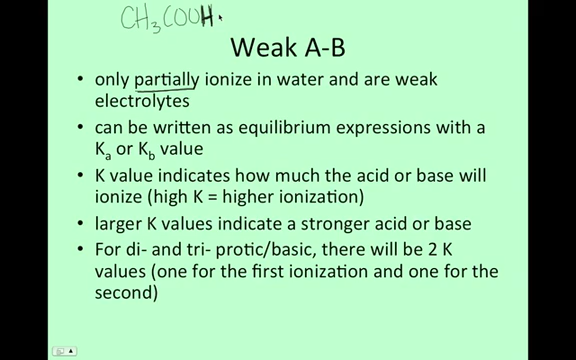 CH₃COOH
Weak A-B
• only partially ionize in water and are weak
electrolytes
• can be written as equilibrium expressions with a
Kₐ or K_b value
• K value indicates how much the acid or base will
ionize (high K = higher ionization)
• larger K values indicate a stronger acid or base
• For di- and tri- protic/basic, there will be 2 K
values (one for the first ionization and one for the
second)